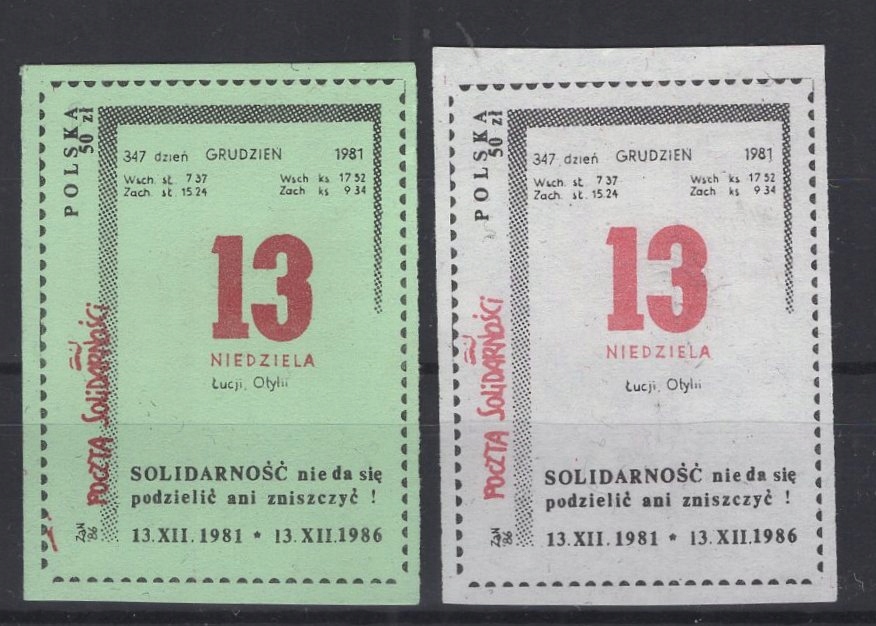 POLSKA
50 zł
347 dzień GRUDZIEN 1981
Wsch. st. 7 37 Wsch ks 17 52
Zach. st. 15.24 Zach ks 9 34
13
NIEDZIELA
Łucji, Otylii
POCZTA SOLIDARNOŚCI
SOLIDARNOŚĆ nie da się
podzielić ani zniszczyć !
ZąW
86
13.XII.1981 * 13.XII.1986
POLSKA
50 zł
347 dzień GRUDZIEN 1981
Wsch. st. 7 37 Wsch ks 17 52
Zach. st. 15.24 Zach ks 9 34
13
NIEDZIELA
Łucji, Otylii
POCZTA SOLIDARNOŚCI
SOLIDARNOŚĆ nie da się
podzielić ani zniszczyć !
ZąW
86
13.XII.1981 * 13.XII.1986